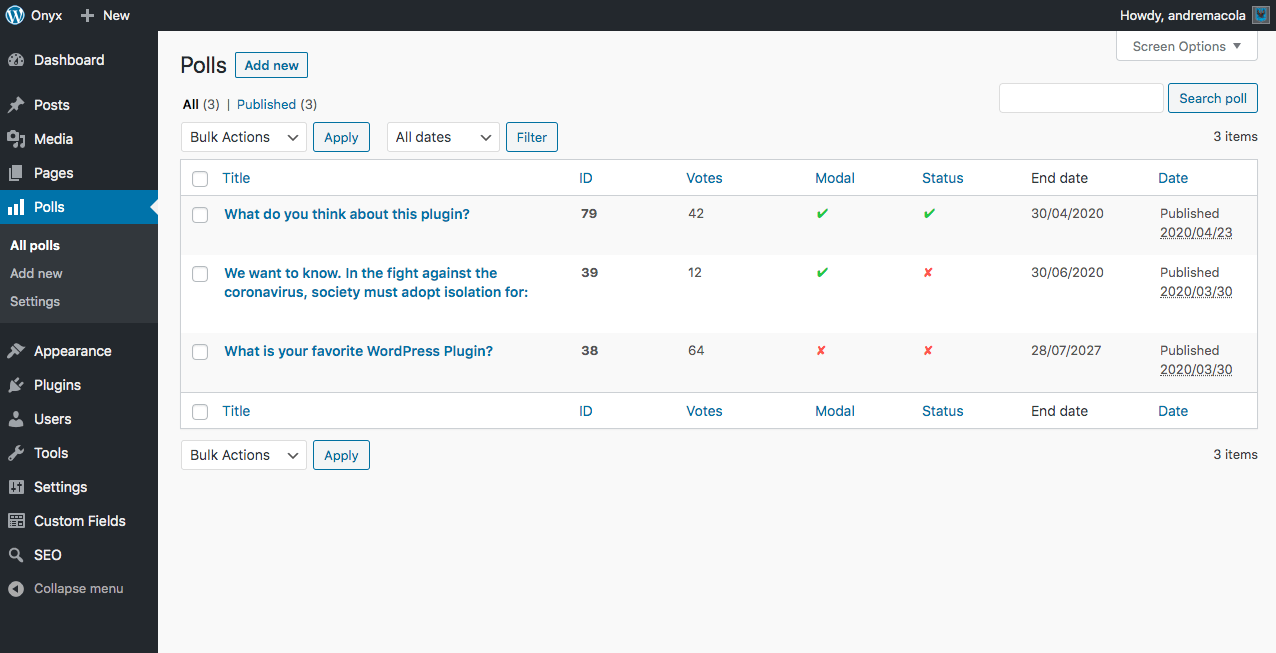 Onyx
New
Howdy, andremacola
Dashboard
Posts
Media
Pages
Polls
All polls
Add new
Settings
Appearance
Plugins
Users
Tools
Settings
Custom Fields
SEO
Collapse menu
Screen Options
Polls
Add new
All (3) | Published (3)
Search poll
Bulk Actions
Apply
All dates
Filter
3 items
Title ID Votes Modal Status End date Date
What do you think about this plugin? 79 42 ✔ ✔ 30/04/2020 Published
2020/04/23
We want to know. In the fight against the 39 12 ✔ ✘ 30/06/2020 Published
coronavirus, society must adopt isolation for: 2020/03/30
What is your favorite WordPress Plugin? 38 64 ✘ ✘ 28/07/2027 Published
2020/03/30
Title ID Votes Modal Status End date Date
Bulk Actions
Apply
3 items